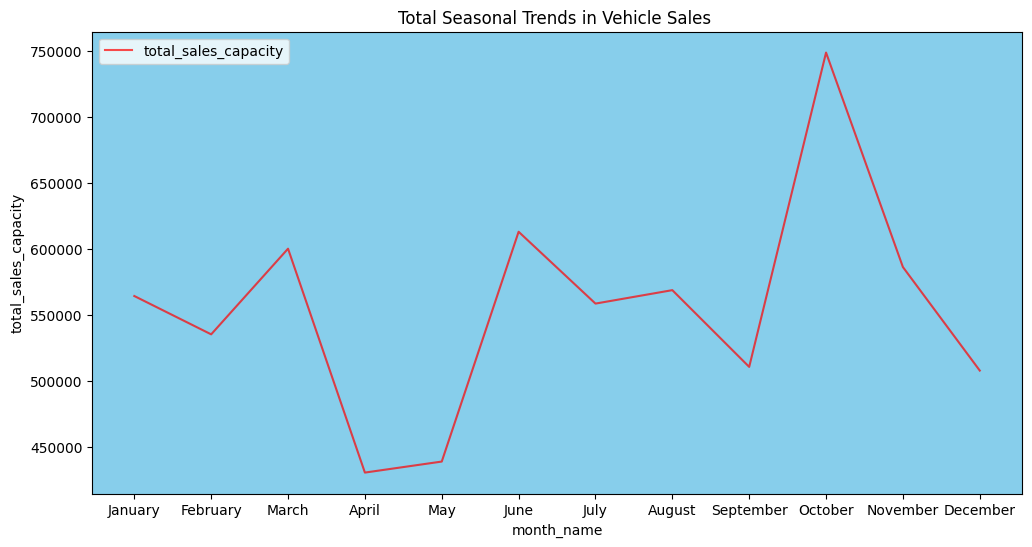 Total Seasonal Trends in Vehicle Sales
total_sales_capacity
750000
700000
650000
600000
550000
500000
450000
total_sales_capacity
January February March April May June July August September October November December
month_name